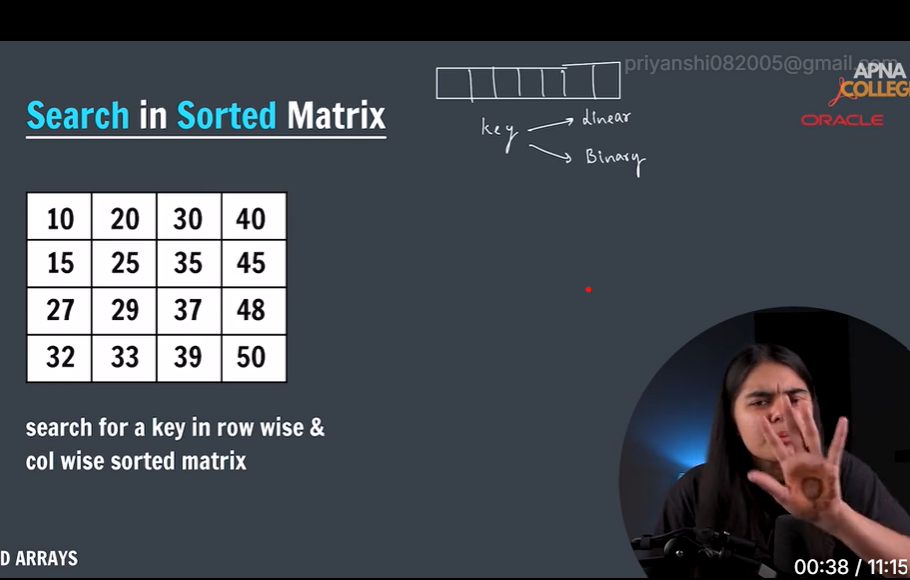 priyanshi082005@gmail.com
APNA
COLLEG
ORACLE
Search in Sorted Matrix
key → Linear
→ Binary
10 20 30 40
15 25 35 45
27 29 37 48
32 33 39 50
search for a key in row wise &
col wise sorted matrix
D ARRAYS
00:38 / 11:15